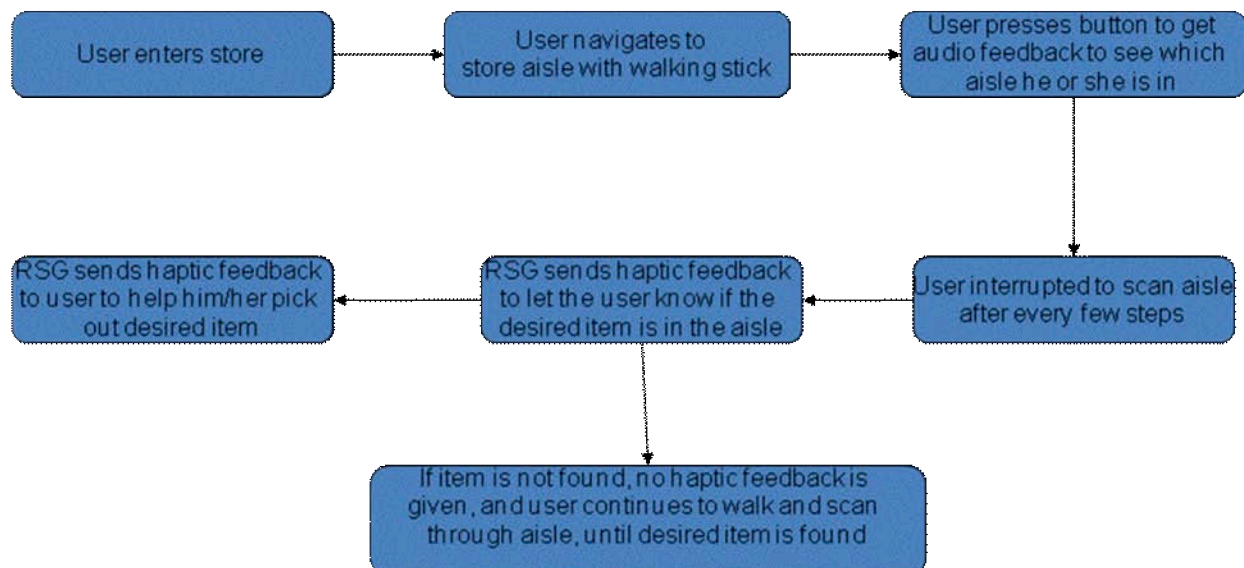 User enters store
User navigates to
store aisle with walking stick
User presses button to get
audio feedback to see which
aisle he or she is in
User interrupted to scan aisle
after every few steps
RSG sends haptic feedback
to let the user know if the
desired item is in the aisle
RSG sends haptic feedback
to user to help him/her pick
out desired item
If item is not found, no haptic feedback is
given, and user continues to walk and scan
through aisle, until desired item is found